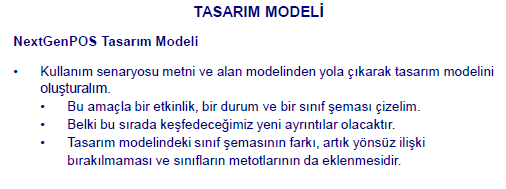 TASARIM MODELİ
NextGenPOS Tasarım Modeli
• Kullanım senaryosu metni ve alan modelinden yola çıkarak tasarım modelini
oluşturalım.
• Bu amaçla bir etkinlik, bir durum ve bir sınıf şeması çizelim.
• Belki bu sırada keşfedeceğimiz yeni ayrıntılar olacaktır.
• Tasarım modelindeki sınıf şemasının farkı, artık yönsüz ilişki
bırakılmaması ve sınıfların metotlarının da eklenmesidir.